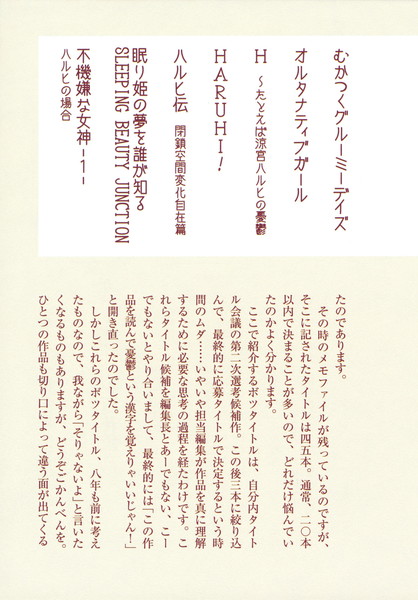 むかつくグルーミーデイズ
オルタナティブガール
H ~たとえば涼宮ハルヒの憂鬱
HARUHI!
ハルヒ伝 閉鎖空間変化自在篇
眠り姫の夢を誰が知る
SLEEPING BEAUTY JUNCTION
不機嫌な女神-1-
ハルヒの場合
たのであります。
その時のメモファイルが残っているのですが、
そこに記されたタイトルは四五本。通常、二〇本
以内で決まることが多いので、どれだけ悩んでい
たのかよく分かります。
ここで紹介するボツタイトルは、自分内タイト
ル会議の第二次選考候補作。この後三本に絞り込
んで、最終的に応募タイトルで決定するという時
間のムダ……いやいや担当編集が作品を真に理解
するために必要な思考の過程を経たわけです。こ
れらタイトル候補を編集長とあーでもない、こー
でもないとやり合いまして、最終的には「この作
品を読んで憂鬱という漢字を覚えりゃいいじゃん!」
と開き直ったのでした。
しかしこれらのボツタイトル、八年も前に考え
たものなので、我ながら「そりゃないよ」と言いた
くなるものもありますが、どうぞごかんべんを。
ひとつの作品も切り口によって違う面が出てくる